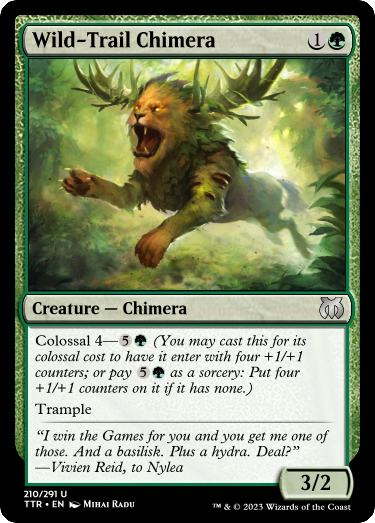 Wild-Trail Chimera 1
Creature — Chimera
Colossal 4—5 (You may cast this for its
colossal cost to have it enter with four +1/+1
counters; or pay 5 as a sorcery: Put four
+1/+1 counters on it if it has none.)
Trample
“I win the Games for you and you get me one of
those. And a basilisk. Plus a hydra. Deal?”
—Vivien Reid, to Nylea
3/2
210/291 U
TTR • EN Mihai Radu
™ & © 2023 Wizards of the Coast